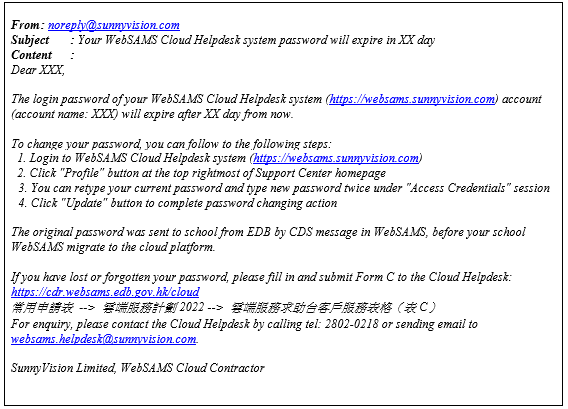 From: noreply@sunnyvision.com
Subject : Your WebSAMS Cloud Helpdesk system password will expire in XX day
Content :
Dear XXX,
The login password of your WebSAMS Cloud Helpdesk system (https://websams.sunnyvision.com) account
(account name: XXX) will expire after XX day from now.
To change your password, you can follow to the following steps:
1. Login to WebSAMS Cloud Helpdesk system (https://websams.sunnyvision.com)
2. Click "Profile" button at the top rightmost of Support Center homepage
3. You can retype your current password and type new password twice under "Access Credentials" session
4. Click "Update" button to complete password changing action
The original password was sent to school from EDB by CDS message in WebSAMS, before your school
WebSAMS migrate to the cloud platform.
If you have lost or forgotten your password, please fill in and submit Form C to the Cloud Helpdesk:
https://cdr.websams.edb.gov.hk/cloud
常用申請表 --> 雲端服務計劃 2022 --> 雲端服務求助台客戶服務表格（表 C）
For enquiry, please contact the Cloud Helpdesk by calling tel: 2802-0218 or sending email to
websams.helpdesk@sunnyvision.com.
SunnyVision Limited, WebSAMS Cloud Contractor